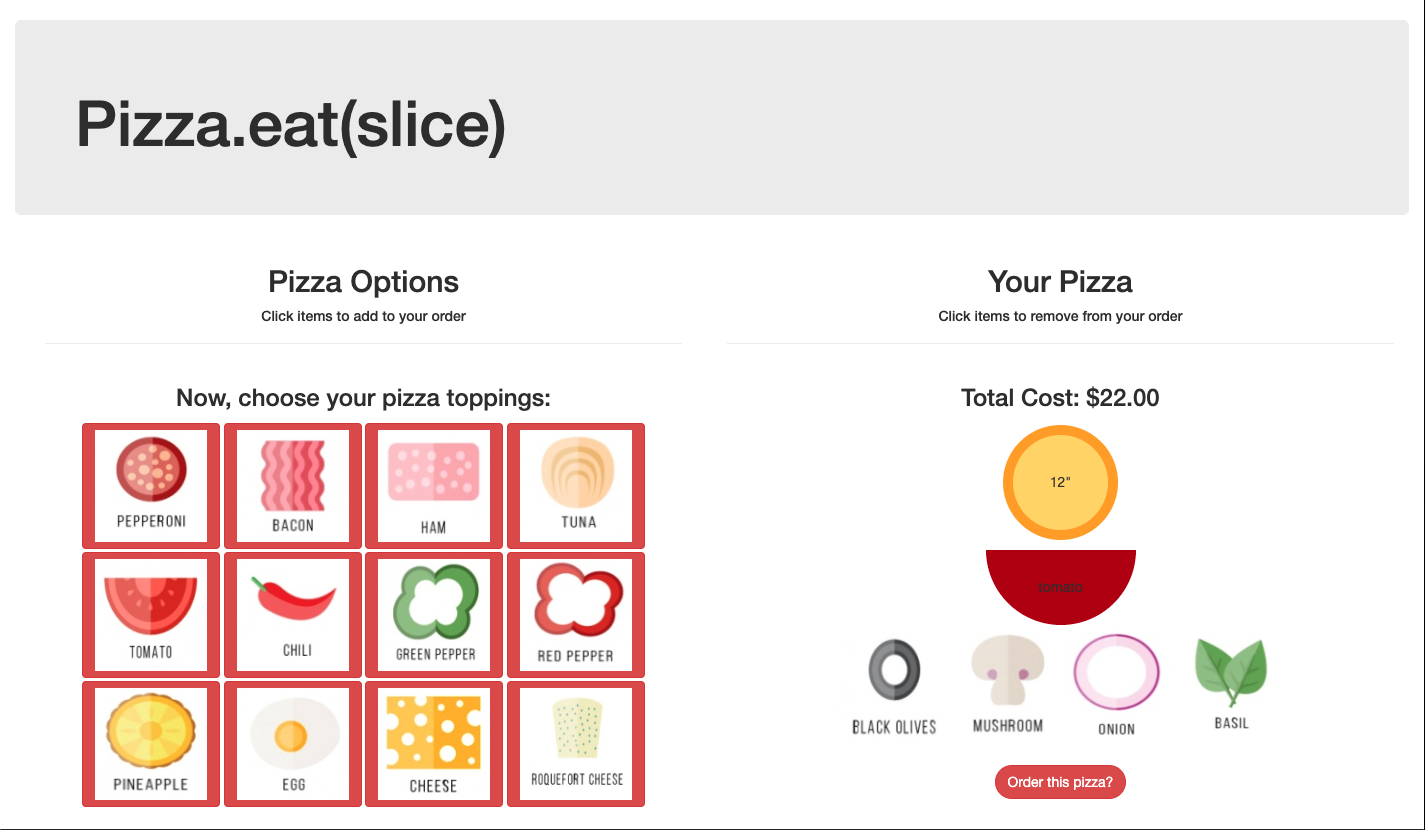 Pizza.eat(slice)
Pizza Options
Click items to add to your order
Now, choose your pizza toppings:
PEPPERONI
BACON
HAM
TUNA
TOMATO
CHILI
GREEN PEPPER
RED PEPPER
PINEAPPLE
EGG
CHEESE
ROQUEFORT CHEESE
Your Pizza
Click items to remove from your order
Total Cost: $22.00
12"
tomato
BLACK OLIVES
MUSHROOM
ONION
BASIL
Order this pizza?